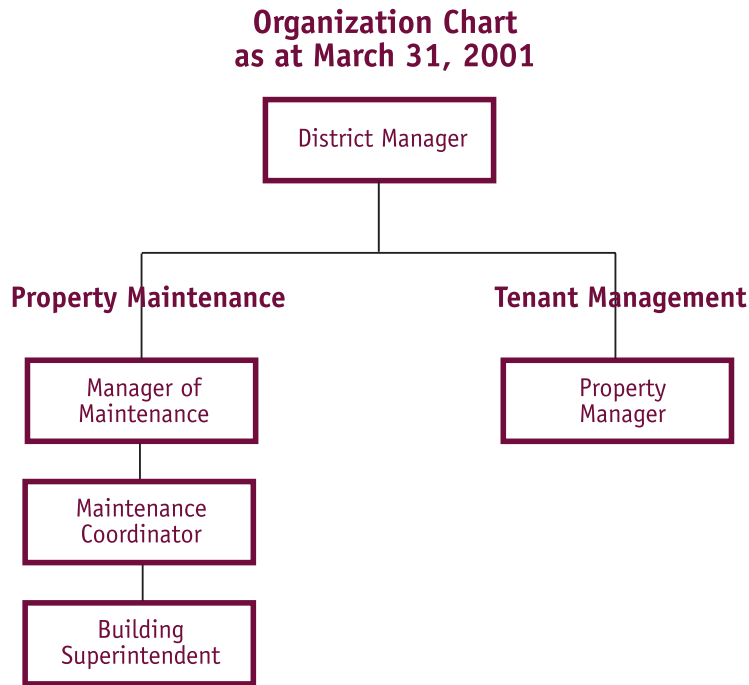 Organization Chart
as at March 31, 2001
District Manager
Property Maintenance
Tenant Management
Manager of
Maintenance
Property
Manager
Maintenance
Coordinator
Building
Superintendent